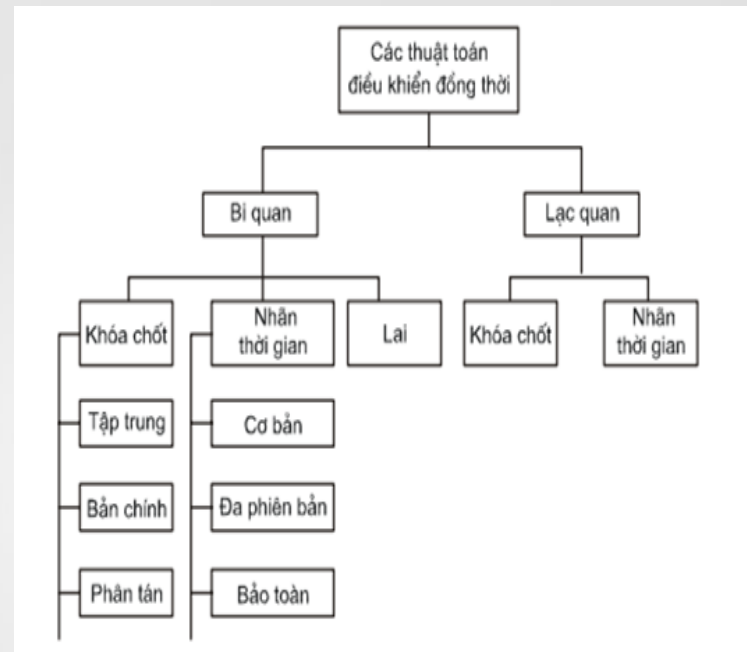 Các thuật toán
điều khiển đồng thời
Bi quan
Lạc quan
Khóa chốt
Nhãn
thời gian
Lai
Khóa chốt
Nhãn
thời gian
Tập trung
Cơ bản
Bản chính
Đa phiên bản
Phân tán
Bảo toàn